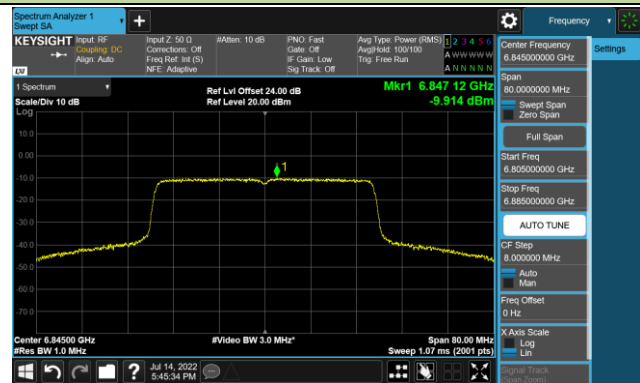 Spectrum Analyzer 1
Swept SA
Frequency
KEYSIGHT
Input: RF
Coupling: DC
Align: Auto
Input Z: 50 Ω
Corrections: Off
Freq Ref: Int (S)
NFE: Adaptive
#Atten: 10 dB
PNO: Fast
Gate: Off
IF Gain: Low
Sig Track: Off
Avg Type: Power (RMS)
Avg|Hold: 100/100
Trig: Free Run
1 2 3 4 5 6
A W W W W W
A N N N N N
LXI
1 Spectrum
Scale/Div 10 dB
Log
Ref Lvl Offset 24.00 dB
Ref Level 20.00 dBm
Mkr1 6.847 12 GHz
-9.914 dBm
10.0
0.00
-10.0
-20.0
-30.0
-40.0
-50.0
-60.0
-70.0
1
Center 6.84500 GHz
#Res BW 1.0 MHz
#Video BW 3.0 MHz*
Span 80.00 MHz
Sweep 1.07 ms (2001 pts)
Jul 14, 2022
5:45:34 PM
Center Frequency
6.845000000 GHz
Span
80.0000000 MHz
Swept Span
Zero Span
Full Span
Start Freq
6.805000000 GHz
Stop Freq
6.885000000 GHz
AUTO TUNE
CF Step
8.000000 MHz
Auto
Man
Freq Offset
0 Hz
X Axis Scale
Log
Lin
Signal Track
(Span Zoom)
Settings